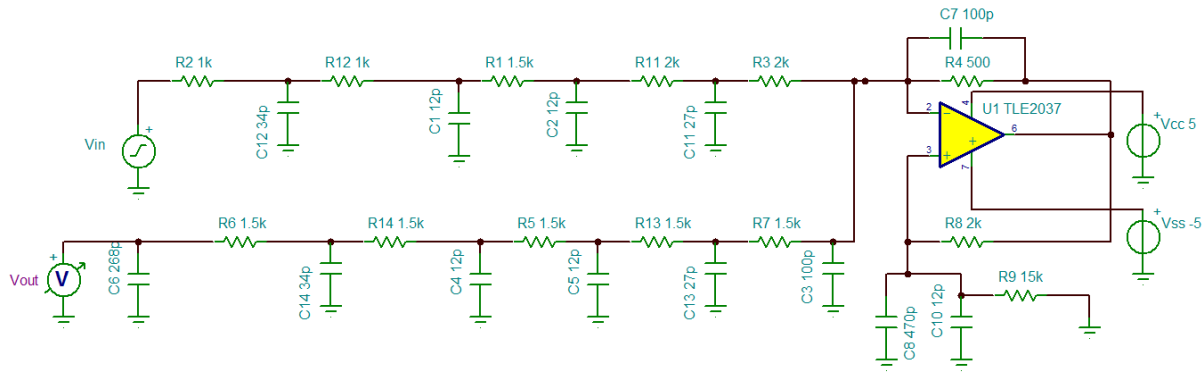 C7 100p
R2 1k
R12 1k
R1 1.5k
R11 2k
R3 2k
R4 500
C12 34p
C1 12p
C2 12p
C11 27p
U1 TLE2037
2
4
3
6
7
Vin
+
Vcc 5
+
R6 1.5k
R14 1.5k
R5 1.5k
R13 1.5k
R7 1.5k
R8 2k
Vss -5
+
Vout
+
V
C6 268p
C14 34p
C4 12p
C5 12p
C13 27p
C3 100p
R9 15k
C8 470p
C10 12p